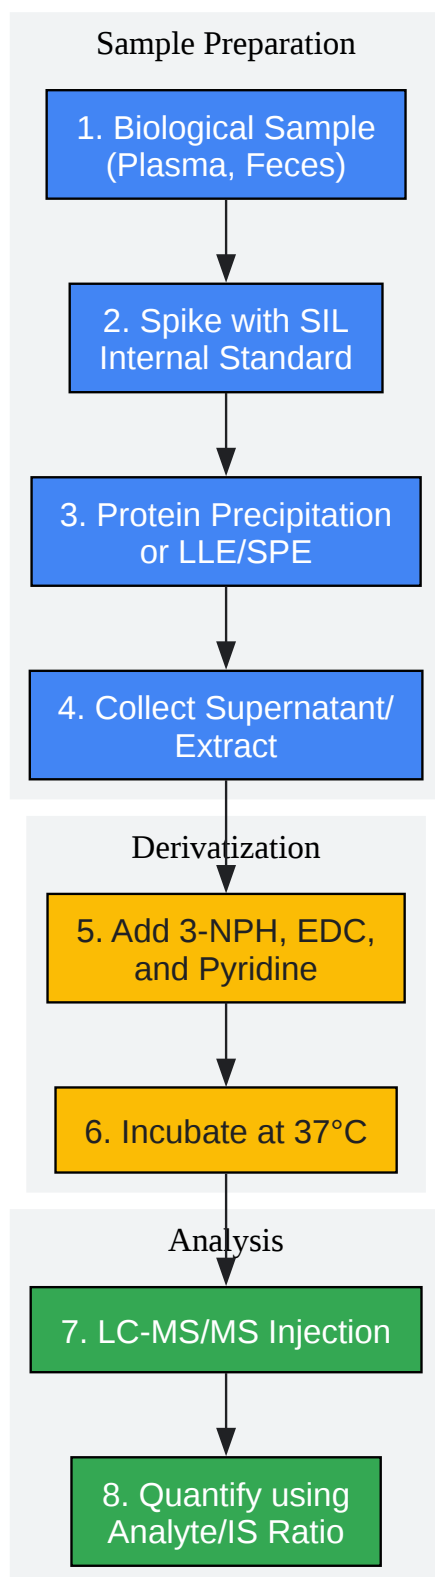 Sample Preparation
1. Biological Sample
(Plasma, Feces)
2. Spike with SIL
Internal Standard
3. Protein Precipitation
or LLE/SPE
4. Collect Supernatant/
Extract
Derivatization
5. Add 3-NPH, EDC,
and Pyridine
6. Incubate at 37°C
Analysis
7. LC-MS/MS Injection
8. Quantify using
Analyte/IS Ratio